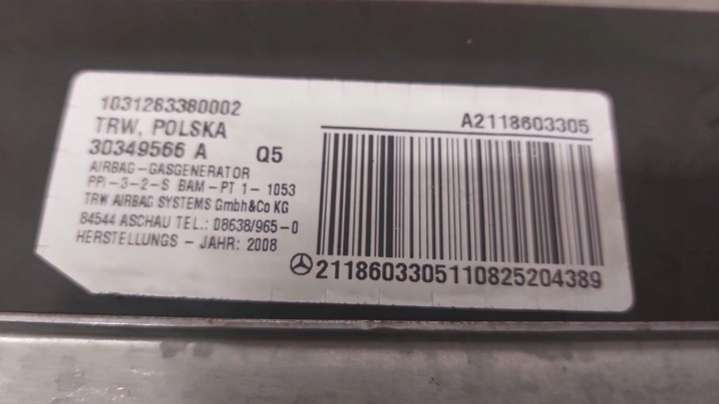 1031263380002
TRW, POLSKA
30349566 A Q5
AIRBAG-GASGENERATOR
PPI-3-2-S BAM-PT 1- 1053
TRW AIRBAG SYSTEMS GmbH&Co KG
84544 ASCHAU TEL.: 08638/965-0
HERSTELLUNGS - JAHR: 2008
A2118603305
2118603305110825204389